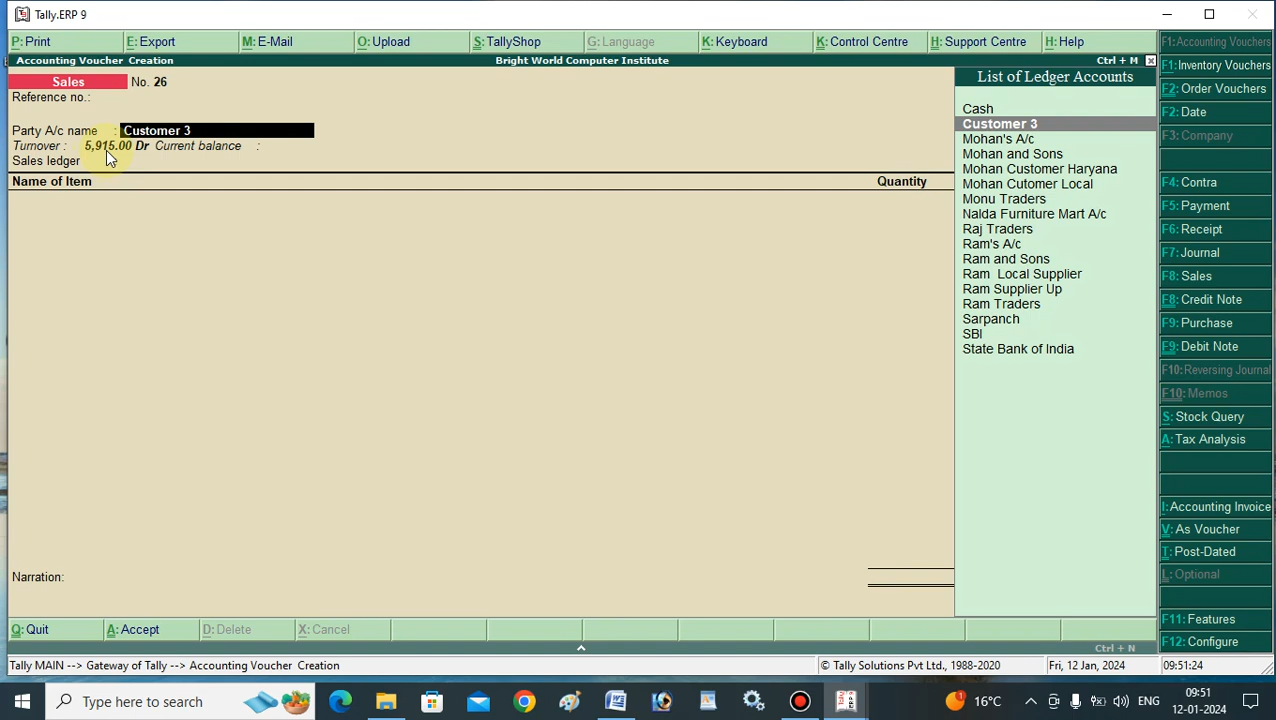 Tally.ERP 9
P: Print
E: Export
M: E-Mail
O: Upload
S: TallyShop
G: Language
K: Keyboard
K: Control Centre
H: Support Centre
H: Help
Accounting Voucher Creation
Bright World Computer Institute
Ctrl + M
Sales
No. 26
Reference no.:
Party A/c name : Customer 3
Turnover : 5,915.00 Dr Current balance :
Sales ledger
Name of Item
Quantity
Narration:
List of Ledger Accounts
Cash
Customer 3
Mohan's A/c
Mohan and Sons
Mohan Customer Haryana
Mohan Cutomer Local
Monu Traders
Nalda Furniture Mart A/c
Raj Traders
Ram's A/c
Ram and Sons
Ram Local Supplier
Ram Supplier Up
Ram Traders
Sarpanch
SBI
State Bank of India
F1: Accounting Vouchers
F1: Inventory Vouchers
F2: Order Vouchers
F2: Date
F3: Company
F4: Contra
F5: Payment
F6: Receipt
F7: Journal
F8: Sales
F8: Credit Note
F9: Purchase
F9: Debit Note
F10: Reversing Journal
F10: Memos
S: Stock Query
A: Tax Analysis
I: Accounting Invoice
V: As Voucher
T: Post-Dated
L: Optional
F11: Features
F12: Configure
Q: Quit
A: Accept
D: Delete
X: Cancel
Ctrl + N
Tally MAIN --> Gateway of Tally --> Accounting Voucher Creation
© Tally Solutions Pvt Ltd., 1988-2020
Fri, 12 Jan, 2024
09:51:24
Type here to search
1
16°C
ENG
09:51
12-01-2024